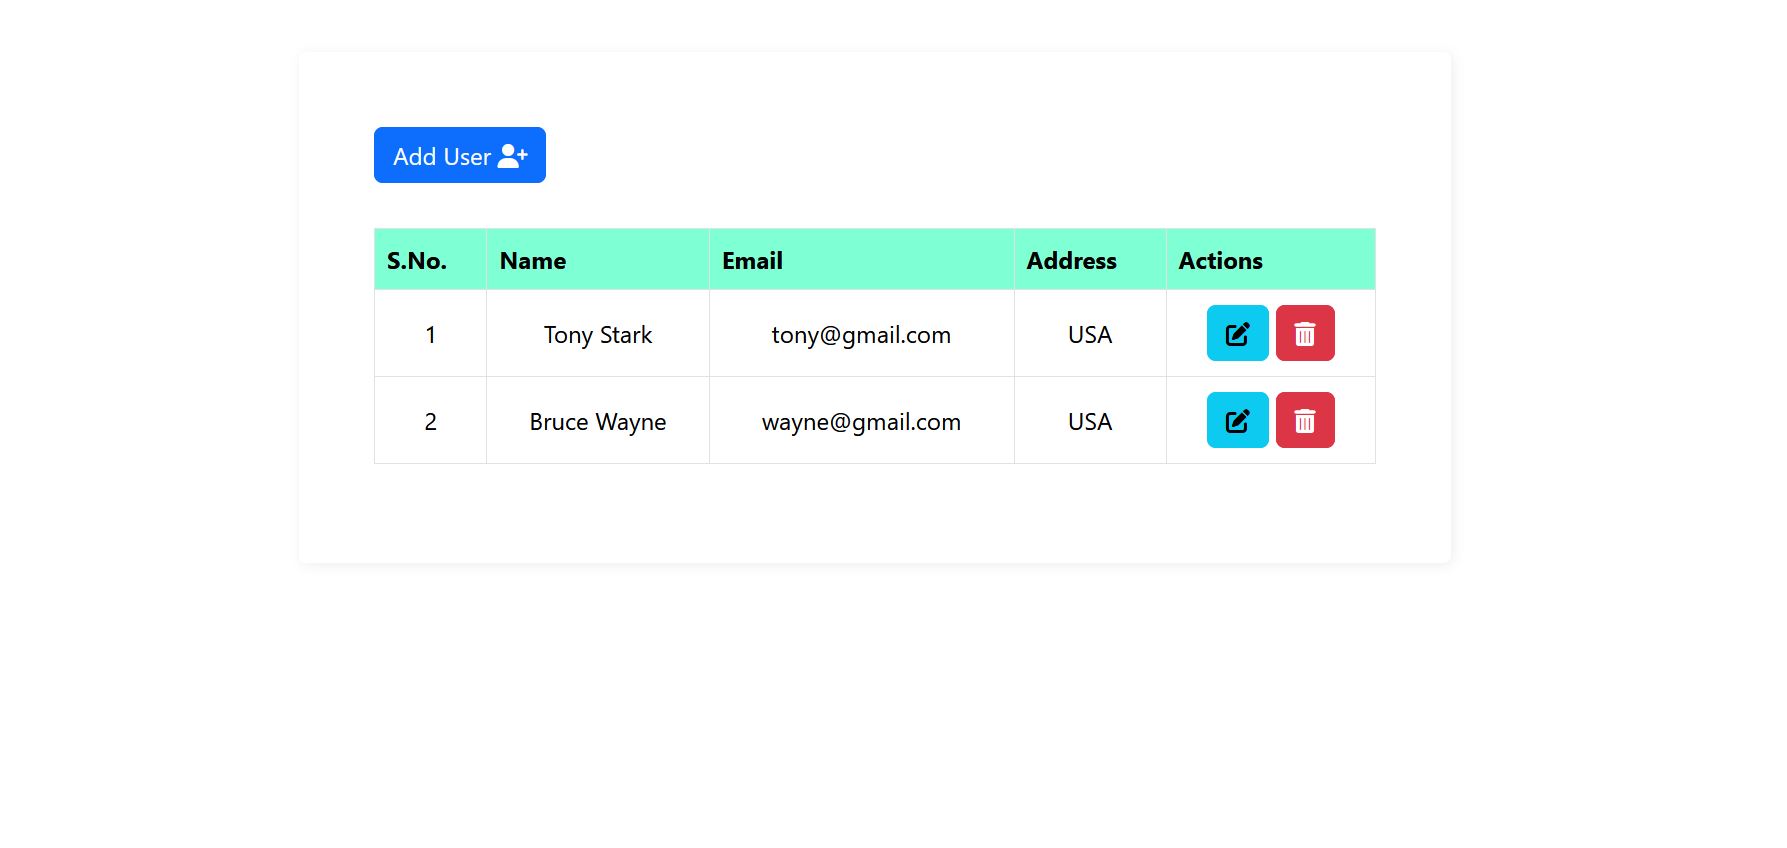 Add User
S.No. Name Email Address Actions
1 Tony Stark tony@gmail.com USA
2 Bruce Wayne wayne@gmail.com USA